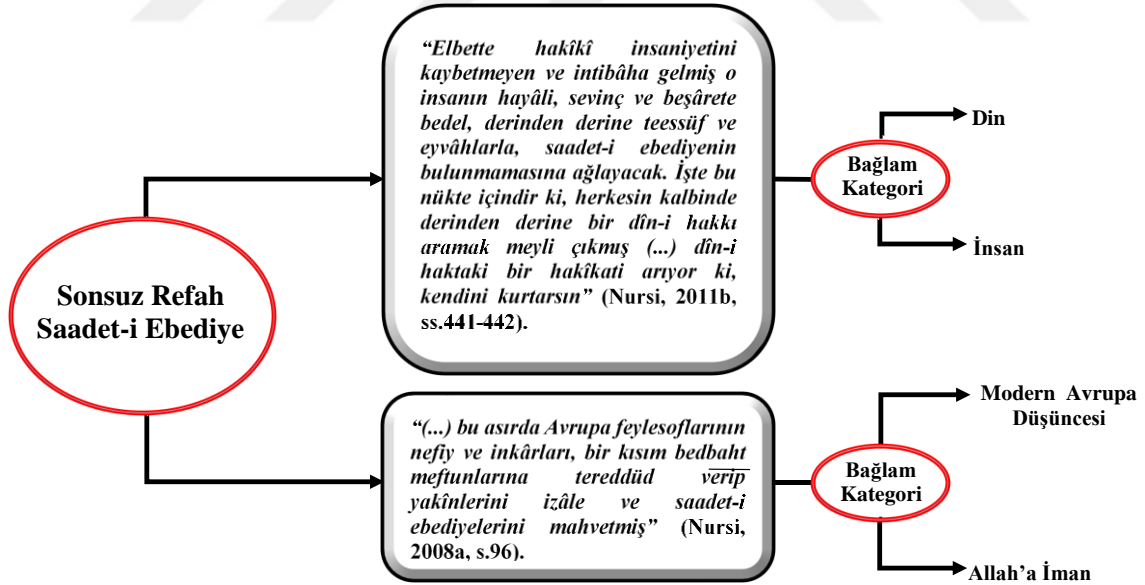 Sonsuz Refah
Saadet-i Ebediye
“Elbette hakîkî insaniyetini
kaybetmeyen ve intibâha gelmiş o
insanın hayâli, sevinç ve beşârete
bedel, derinden derine teessüf ve
eyvâhlarla, saadet-i ebediyenin
bulunmamasına ağlayacak. İşte bu
nükte içindir ki, herkesin kalbinde
derinden derine bir dîn-i hakkı
aramak meyli çıkmış (...) dîn-i
haktaki bir hakîkati arıyor ki,
kendini kurtarsın” (Nursi, 2011b,
ss.441-442).
Bağlam
Kategori
Din
İnsan
“(...) bu asırda Avrupa feylesoflarının
nefiy ve inkârları, bir kısım bedbaht
meftunlarına tereddüd verip
yakînlerini izâle ve saadet-i
ebediyelerini mahvetmiş” (Nursi,
2008a, s.96).
Bağlam
Kategori
Modern Avrupa
Düşüncesi
Allah’a İman